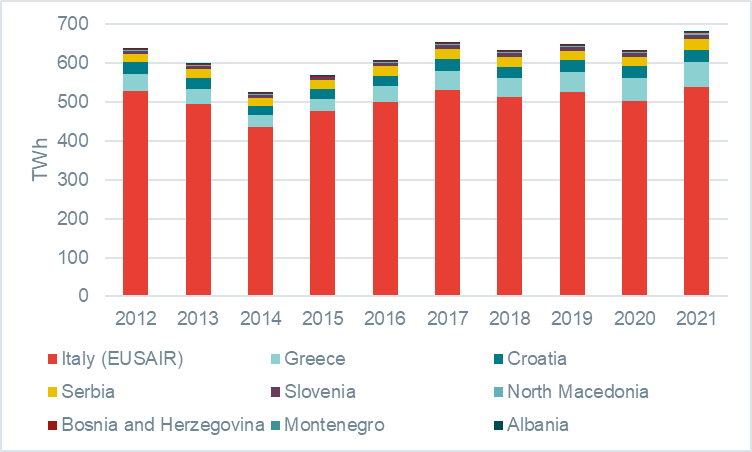 700
600
500
400
300
200
100
0
TWh
2012 2013 2014 2015 2016 2017 2018 2019 2020 2021
Italy (EUSAIR) Greece Croatia
Serbia Slovenia North Macedonia
Bosnia and Herzegovina Montenegro Albania